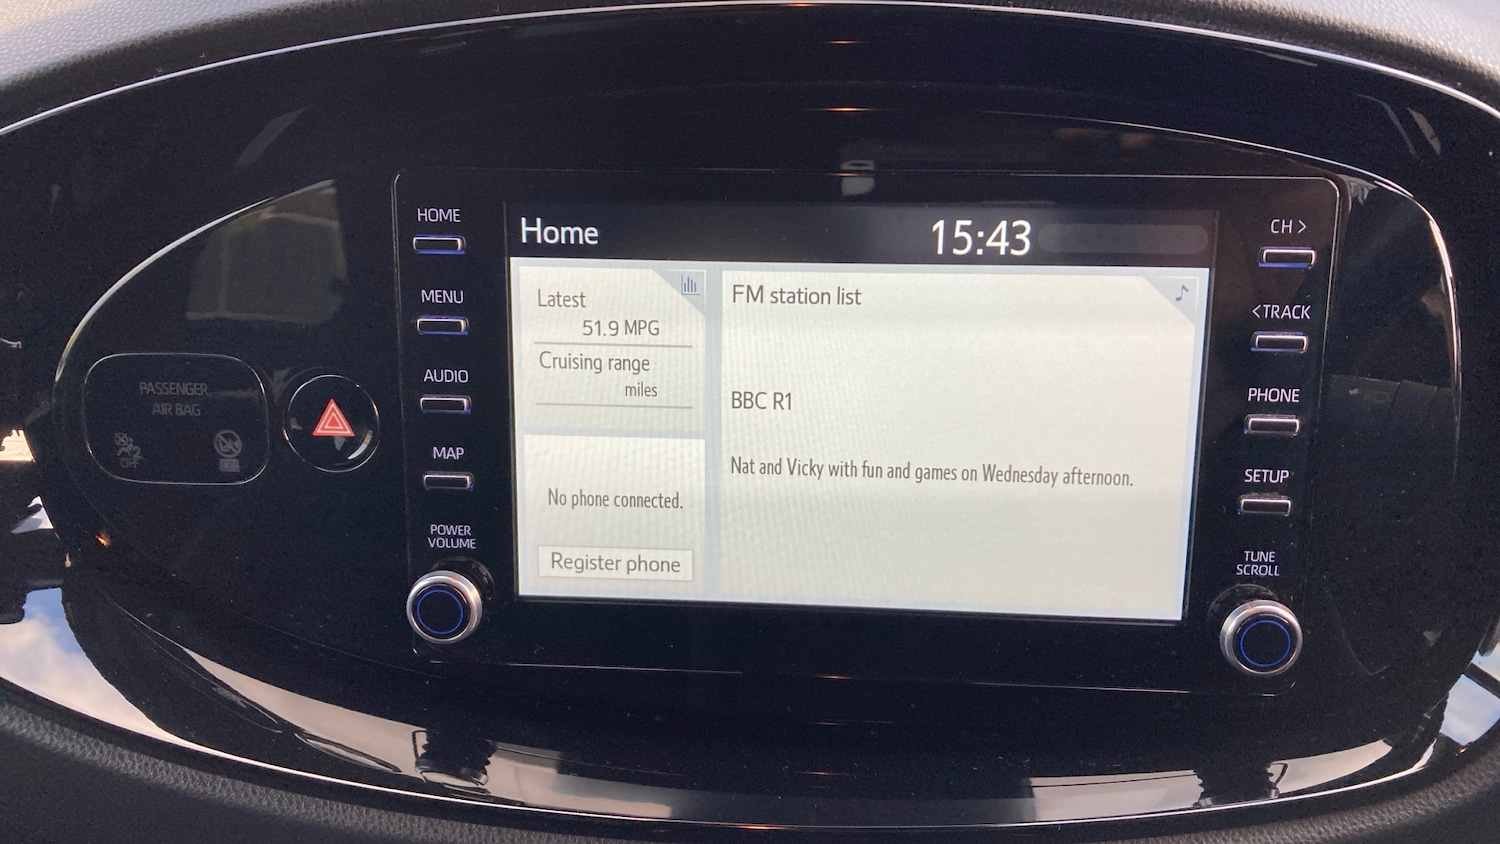 HOME
MENU
AUDIO
MAP
POWER
VOLUME
PASSENGER
AIR BAG
OFF
Home
15:43
Latest
51.9 MPG
Cruising range
miles
No phone connected.
Register phone
FM station list
BBC R1
Nat and Vicky with fun and games on Wednesday afternoon.
CH >
<TRACK
PHONE
SETUP
TUNE
SCROLL